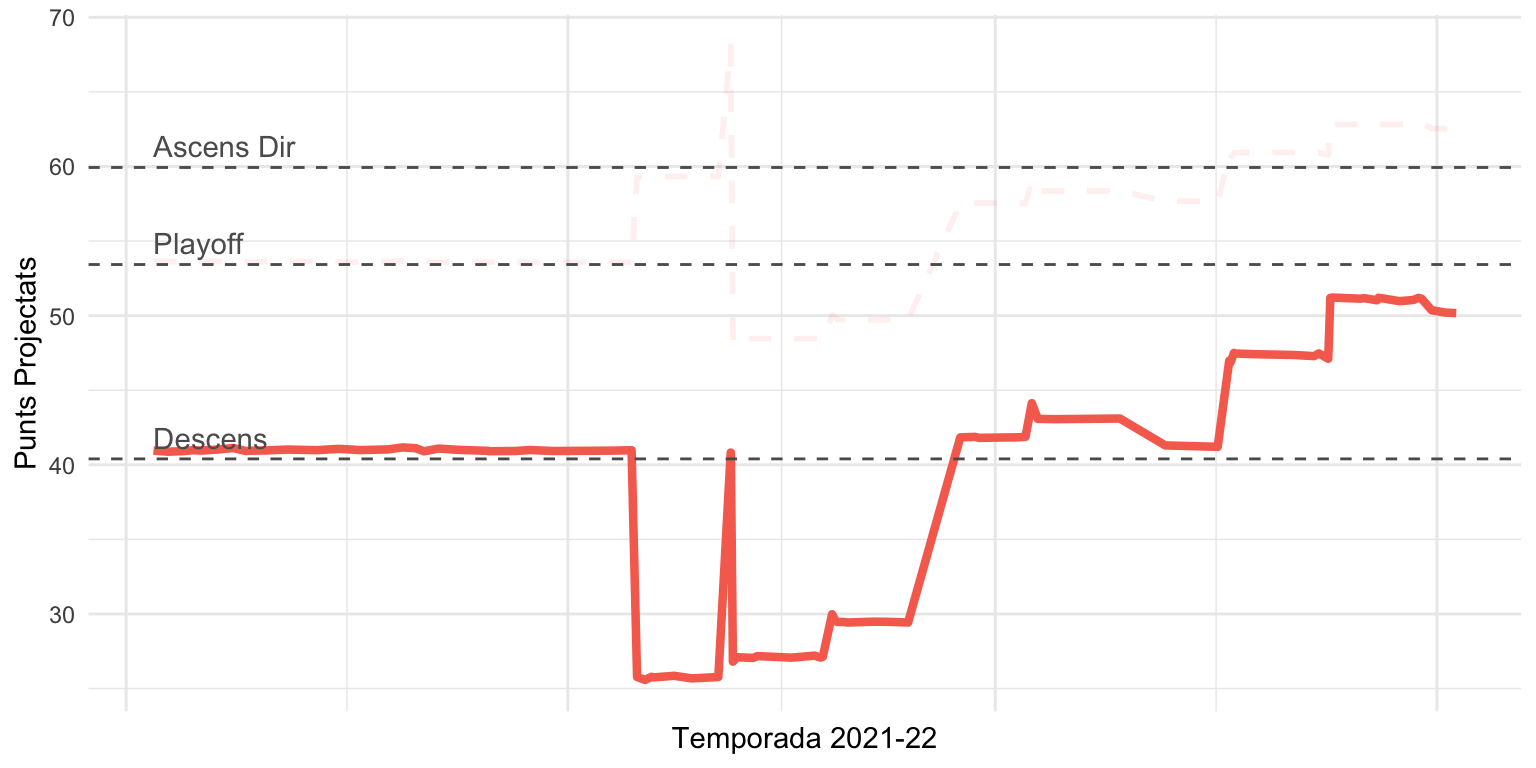 70
60
50
40
30
Punts Projectats
Ascens Dir
Playoff
Descens
Temporada 2021-22